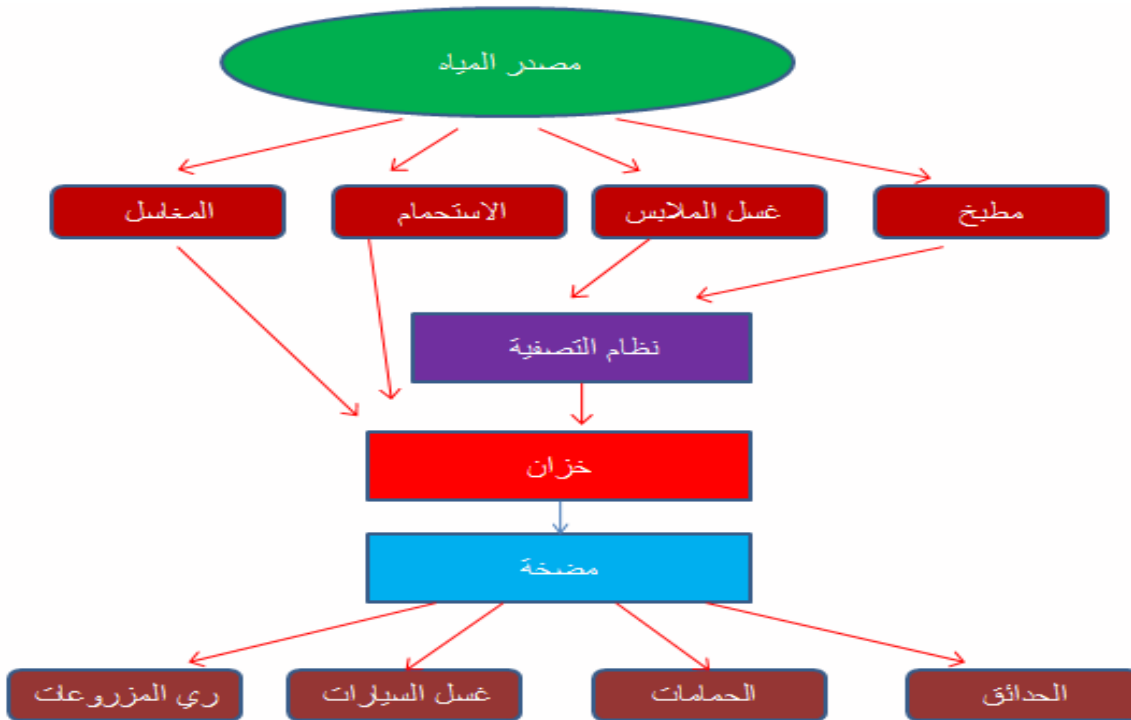 مصدر المياه
مطبخ
غسل الملابس
الاستحمام
المغاسل
نظام التصفية
خزان
مضخة
الحدائق
الحمامات
غسل السيارات
ري المزروعات